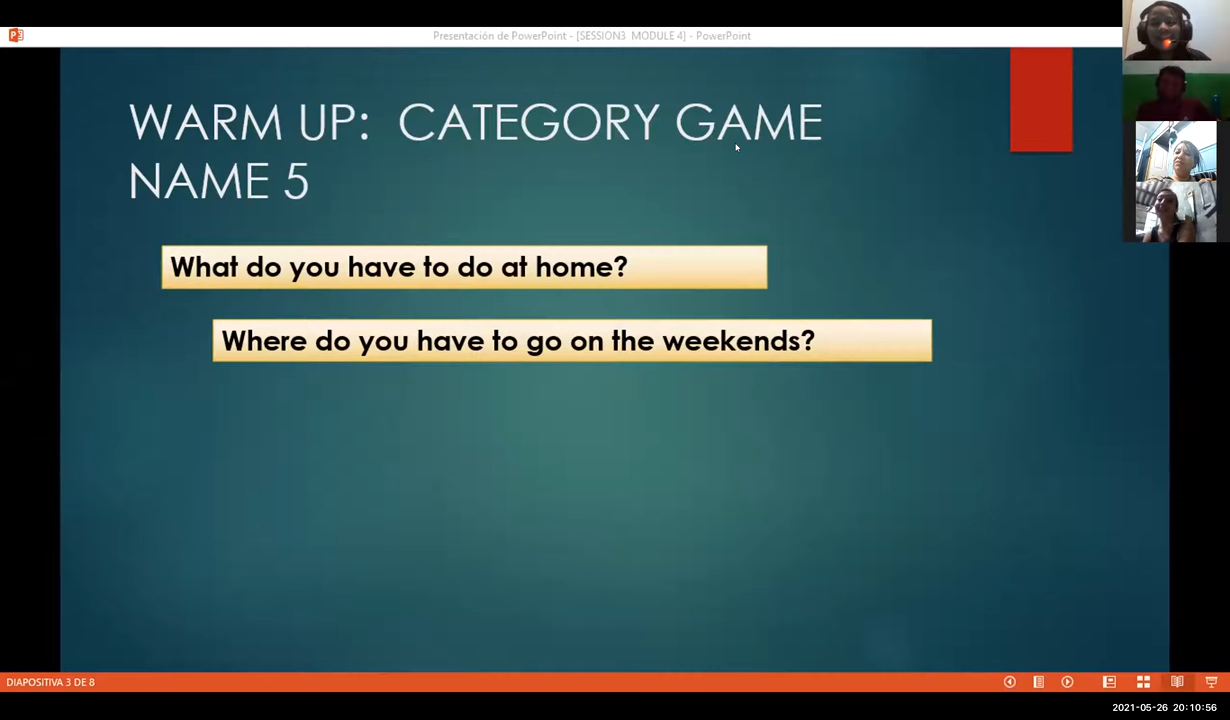 Presentación de PowerPoint - [SESSION3 MODULE 4] - PowerPoint
WARM UP: CATEGORY GAME
NAME 5
What do you have to do at home?
Where do you have to go on the weekends?
DIAPOSITIVA 3 DE 8
2021-05-26 20:10:56